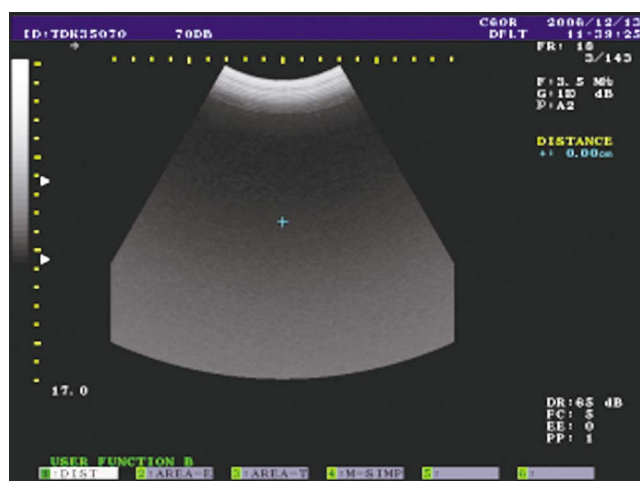 ID:TDK35070 70DB C60R 2006/12/13
DFLT 11-39:25
FR: 18
3/143
F:3.5 MHz
G:10 dB
P:A2
DISTANCE
+: 0.00cm
17.0
DR:65 dB
FC: 5
EE: 0
PP: 1
USER FUNCTION B
1:DIST 2:AREA-E 3:AREA-T 4:M-SIMP 5: 6: